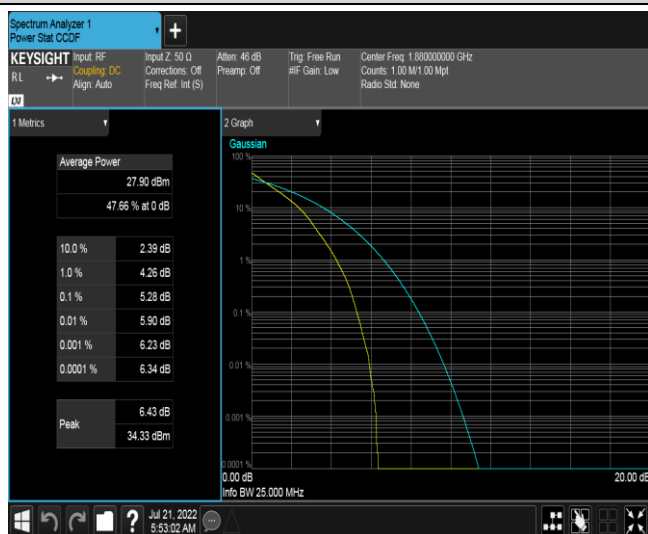 Spectrum Analyzer 1
Power Stat CCDF
KEYSIGHT
RL
LXI
Input: RF
Coupling: DC
Align: Auto
Input Z: 50 Ω
Corrections: Off
Freq Ref: Int (S)
Atten: 46 dB
Preamp: Off
Trig: Free Run
#IF Gain: Low
Center Freq: 1.880000000 GHz
Counts: 1.00 M/1.00 Mpt
Radio Std: None
1 Metrics
Average Power
27.90 dBm
47.66 % at 0 dB
10.0 % 2.39 dB
1.0 % 4.26 dB
0.1 % 5.28 dB
0.01 % 5.90 dB
0.001 % 6.23 dB
0.0001 % 6.34 dB
Peak
6.43 dB
34.33 dBm
2 Graph
Gaussian
100 %
10 %
1 %
0.1 %
0.01 %
0.001 %
0.0001 %
0.00 dB 20.00 dB
Info BW 25.000 MHz
?
Jul 21, 2022
5:53:02 AM